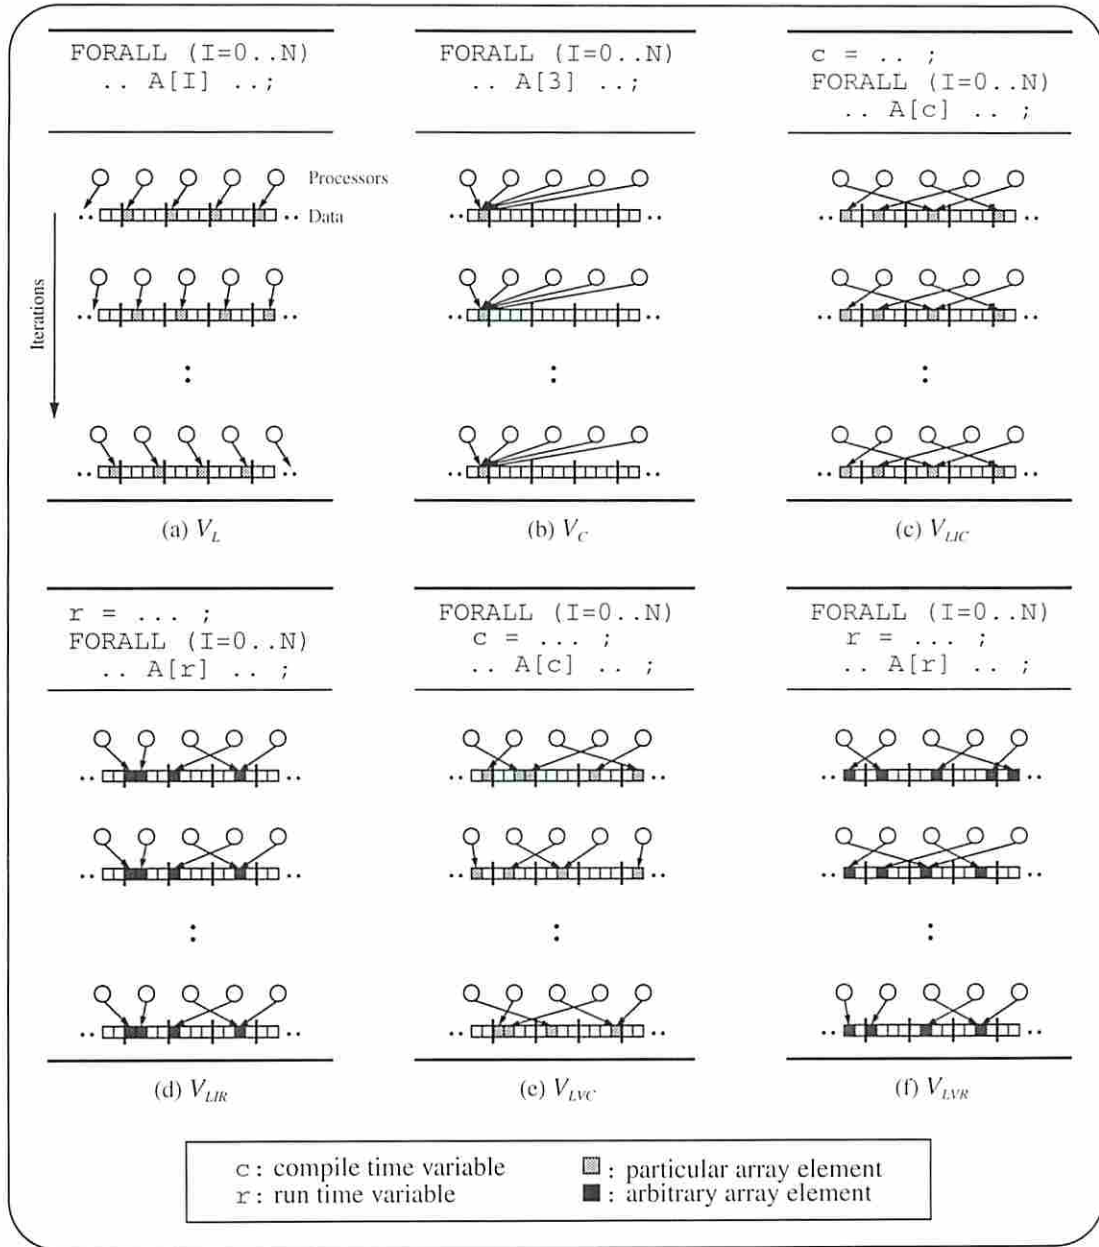 FORALL (I=0..N)
.. A[I] ..;
FORALL (I=0..N)
.. A[3] ..;
c = .. ;
FORALL (I=0..N)
.. A[c] .. ;
Processors
Data
Iterations
(a) V_L
(b) V_C
(c) V_LIC
r = ... ;
FORALL (I=0..N)
.. A[r] .. ;
FORALL (I=0..N)
c = ... ;
.. A[c] .. ;
FORALL (I=0..N)
r = ... ;
.. A[r] .. ;
(d) V_LIR
(e) V_LVC
(f) V_LVR
c : compile time variable
r : run time variable
: particular array element
: arbitrary array element